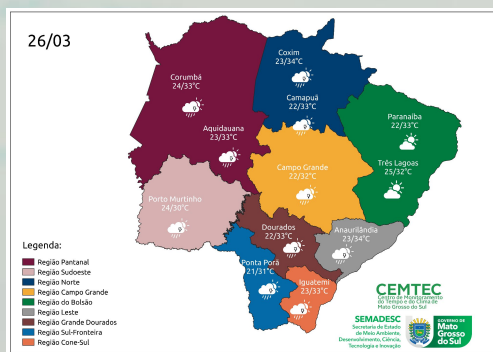 26/03
Coxim
23/34°C
Corumbá
24/33°C
Camapuã
22/33°C
Paranaiba
22/33°C
Aquidauana
23/33°C
Campo Grande
22/32°C
Três Lagoas
25/32°C
Porto Murtinho
24/30°C
Dourados
22/33°C
Anaurilândia
23/34°C
Ponta Porã
21/31°C
Iguatemi
23/33°C
Legenda:
Região Pantanal
Região Sudoeste
Região Norte
Região Campo Grande
Região do Bolsão
Região Leste
Região Grande Dourados
Região Sul-Fronteira
Região Cone-Sul
CEMTEC
Centro de Monitoramento
do Tempo e do Clima de
Mato Grosso do Sul
SEMADESC
Secretaria de Estado
de Meio Ambiente,
Desenvolvimento, Ciência,
Tecnologia e Inovação
GOVERNO DE
Mato
Grosso
do Sul